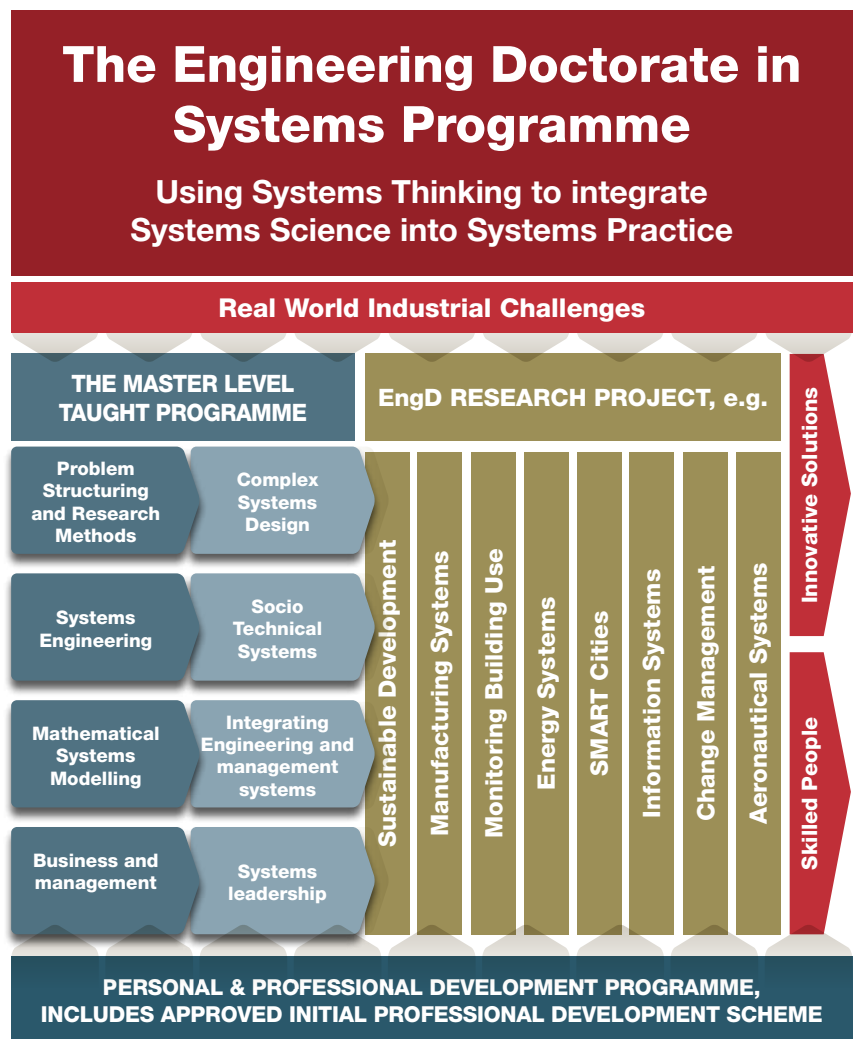 The Engineering Doctorate in
Systems Programme
Using Systems Thinking to integrate
Systems Science into Systems Practice
Real World Industrial Challenges
THE MASTER LEVEL
TAUGHT PROGRAMME
EngD RESEARCH PROJECT, e.g.
Problem
Structuring
and Research
Methods
Complex
Systems
Design
Systems
Engineering
Socio
Technical
Systems
Mathematical
Systems
Modelling
Integrating
Engineering and
management
systems
Business and
management
Systems
leadership
Sustainable Development
Manufacturing Systems
Monitoring Building Use
Energy Systems
SMART Cities
Information Systems
Change Management
Aeronautical Systems
Innovative Solutions
Skilled People
PERSONAL & PROFESSIONAL DEVELOPMENT PROGRAMME,
INCLUDES APPROVED INITIAL PROFESSIONAL DEVELOPMENT SCHEME